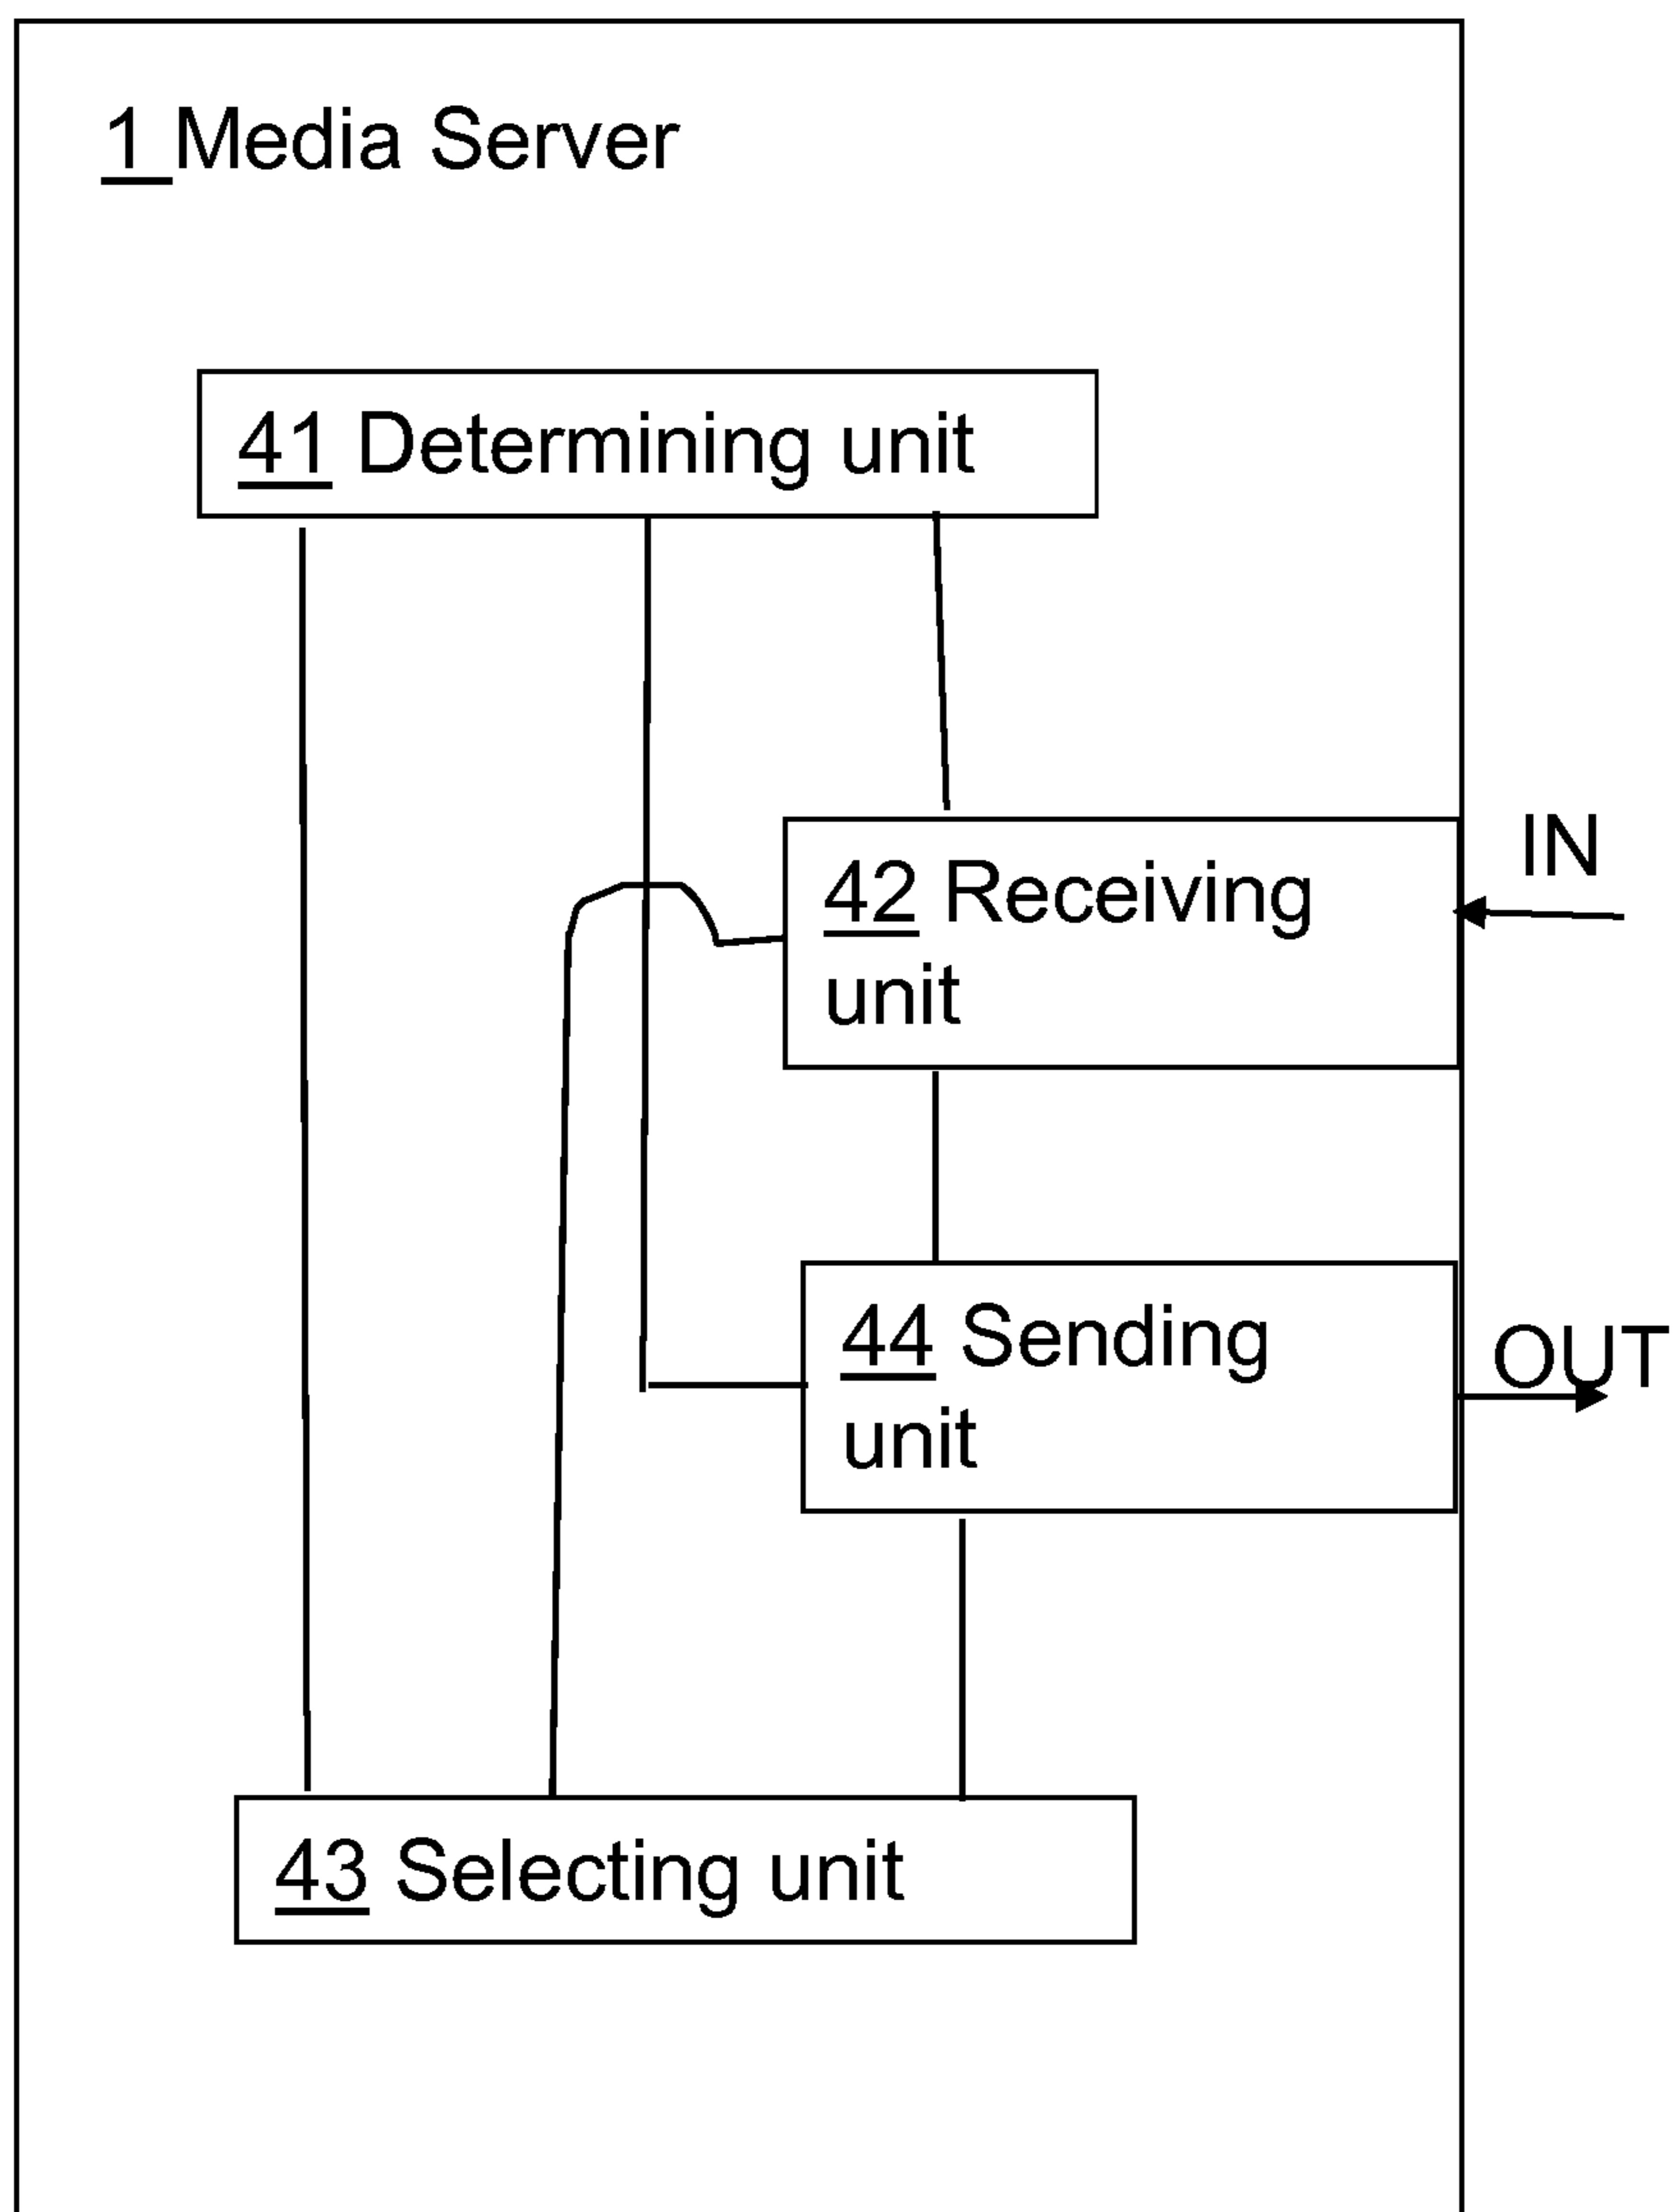 1 Media Server
41 Determining unit
IN
42 Receiving
unit
44 Sending
OUT
unit
43 Selecting unit